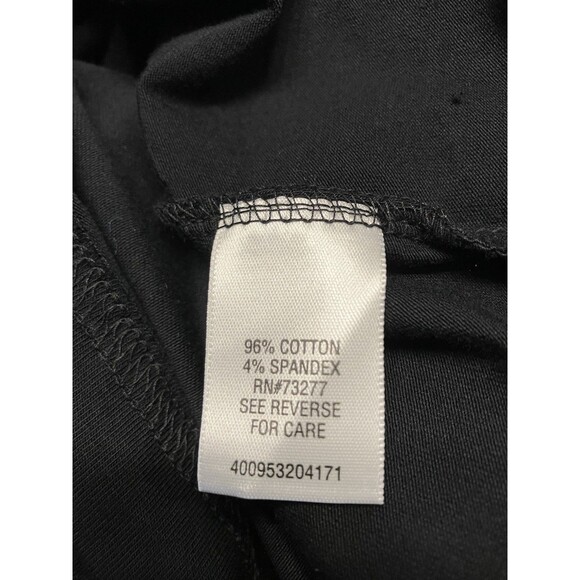 96% COTTON
4% SPANDEX
RN#73277
SEE REVERSE
FOR CARE
400953204171